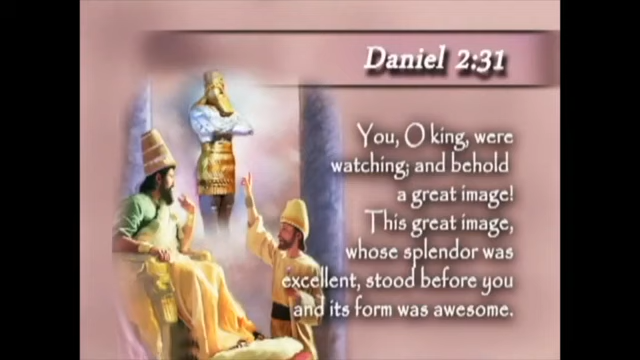 Daniel 2:31
You, O king, were
watching; and behold
a great image!
This great image,
whose splendor was
excellent, stood before you
and its form was awesome.